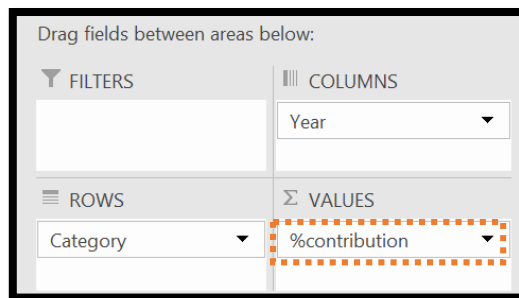 Drag fields between areas below:
FILTERS
COLUMNS
Year
ROWS
Σ VALUES
Category
%contribution